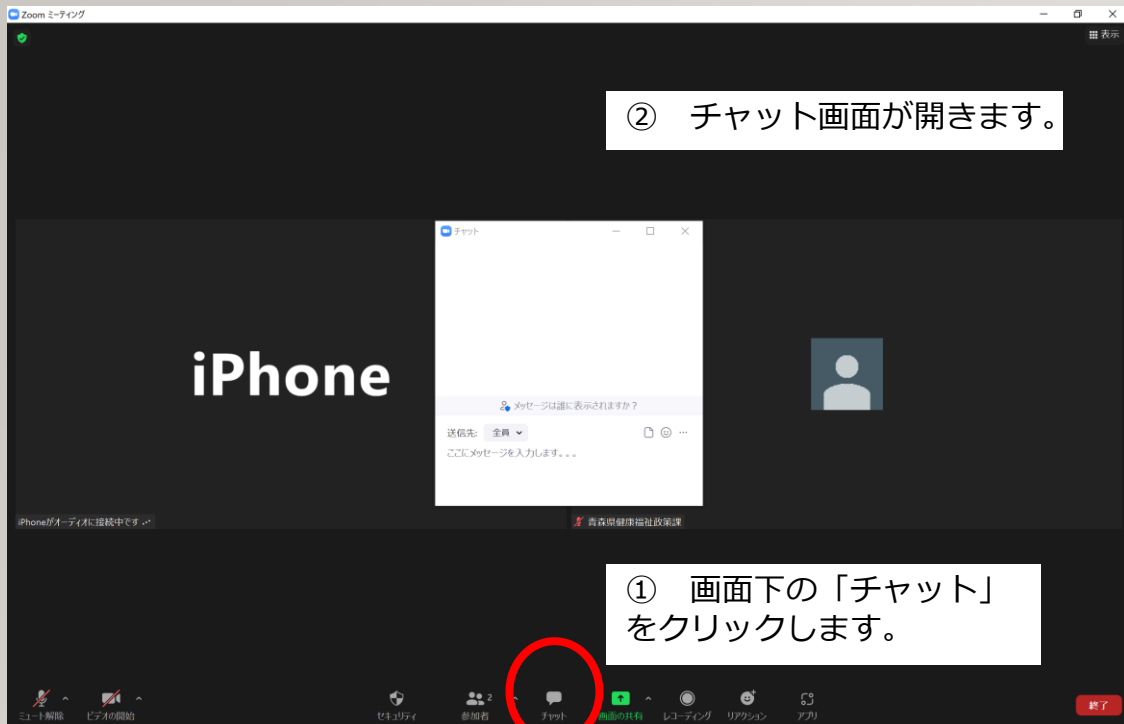 Zoom ミーティング
表示
② チャット画面が開きます。
チャット
iPhone
メッセージは誰に表示されますか？
送信先: 全員
ここにメッセージを入力します。。。
iPhoneがオーディオに接続中です
青森県健康福祉政策課
① 画面下の「チャット」
をクリックします。
ミュート解除 ビデオの開始 セキュリティ 参加者 2 チャット 画面の共有 レコーディング リアクション アプリ 終了